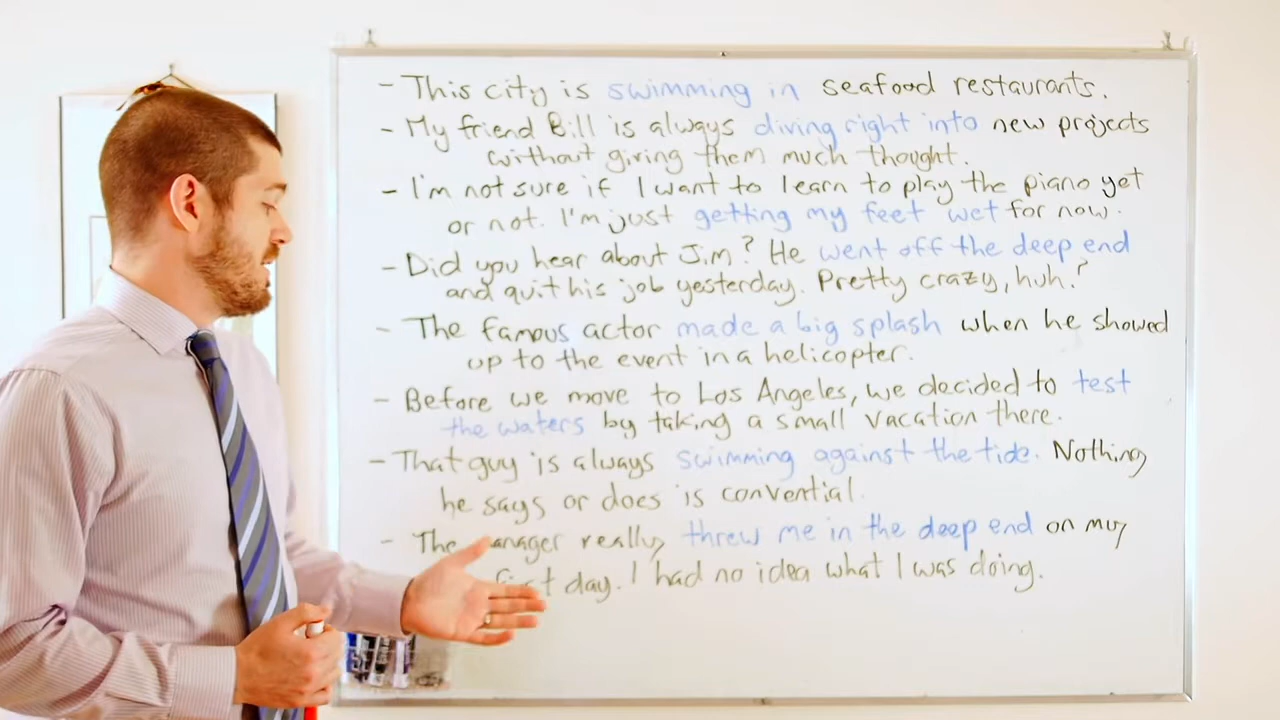 - This city is swimming in seafood restaurants.
- My friend Bill is always diving right into new projects
without giving them much thought.
- I'm not sure if I want to learn to play the piano yet
or not. I'm just getting my feet wet for now.
- Did you hear about Jim? He went off the deep end
and quit his job yesterday. Pretty crazy, huh?
- The famous actor made a big splash when he showed
up to the event in a helicopter.
- Before we move to Los Angeles, we decided to test
the waters by taking a small vacation there.
- That guy is always swimming against the tide. Nothing
he says or does is convential.
- The manager really threw me in the deep end on my
first day. I had no idea what I was doing.